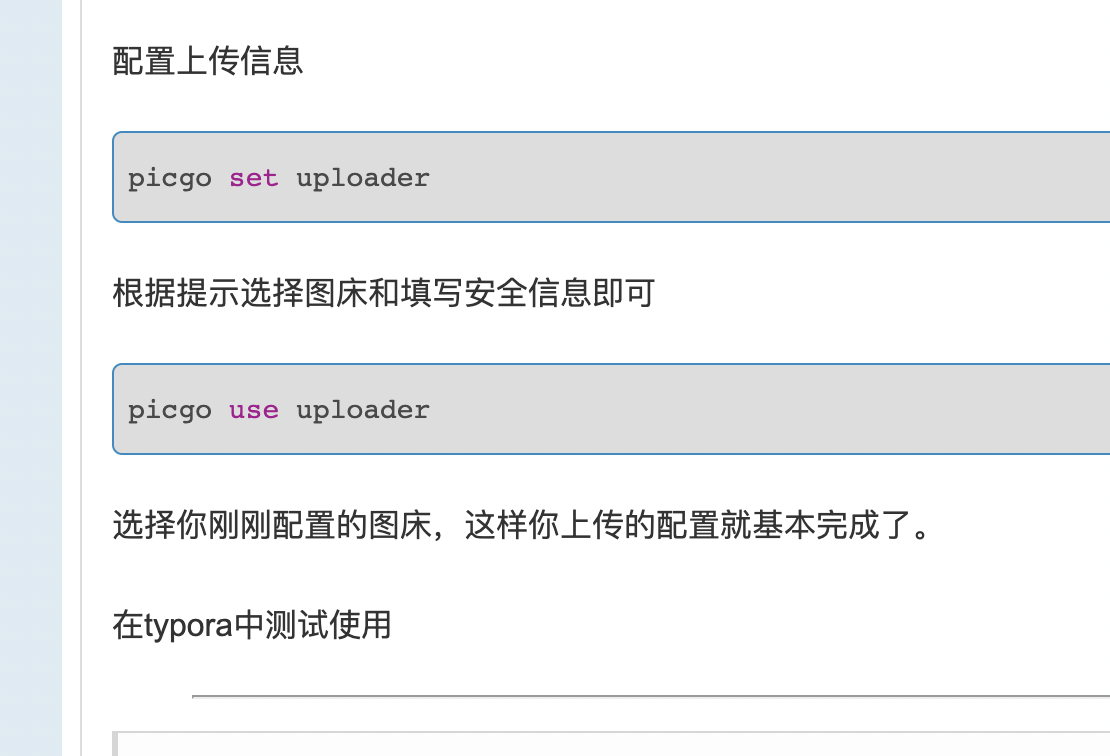 配置上传信息
picgo set uploader
根据提示选择图床和填写安全信息即可
picgo use uploader
选择你刚刚配置的图床，这样你上传的配置就基本完成了。
在typora中测试使用